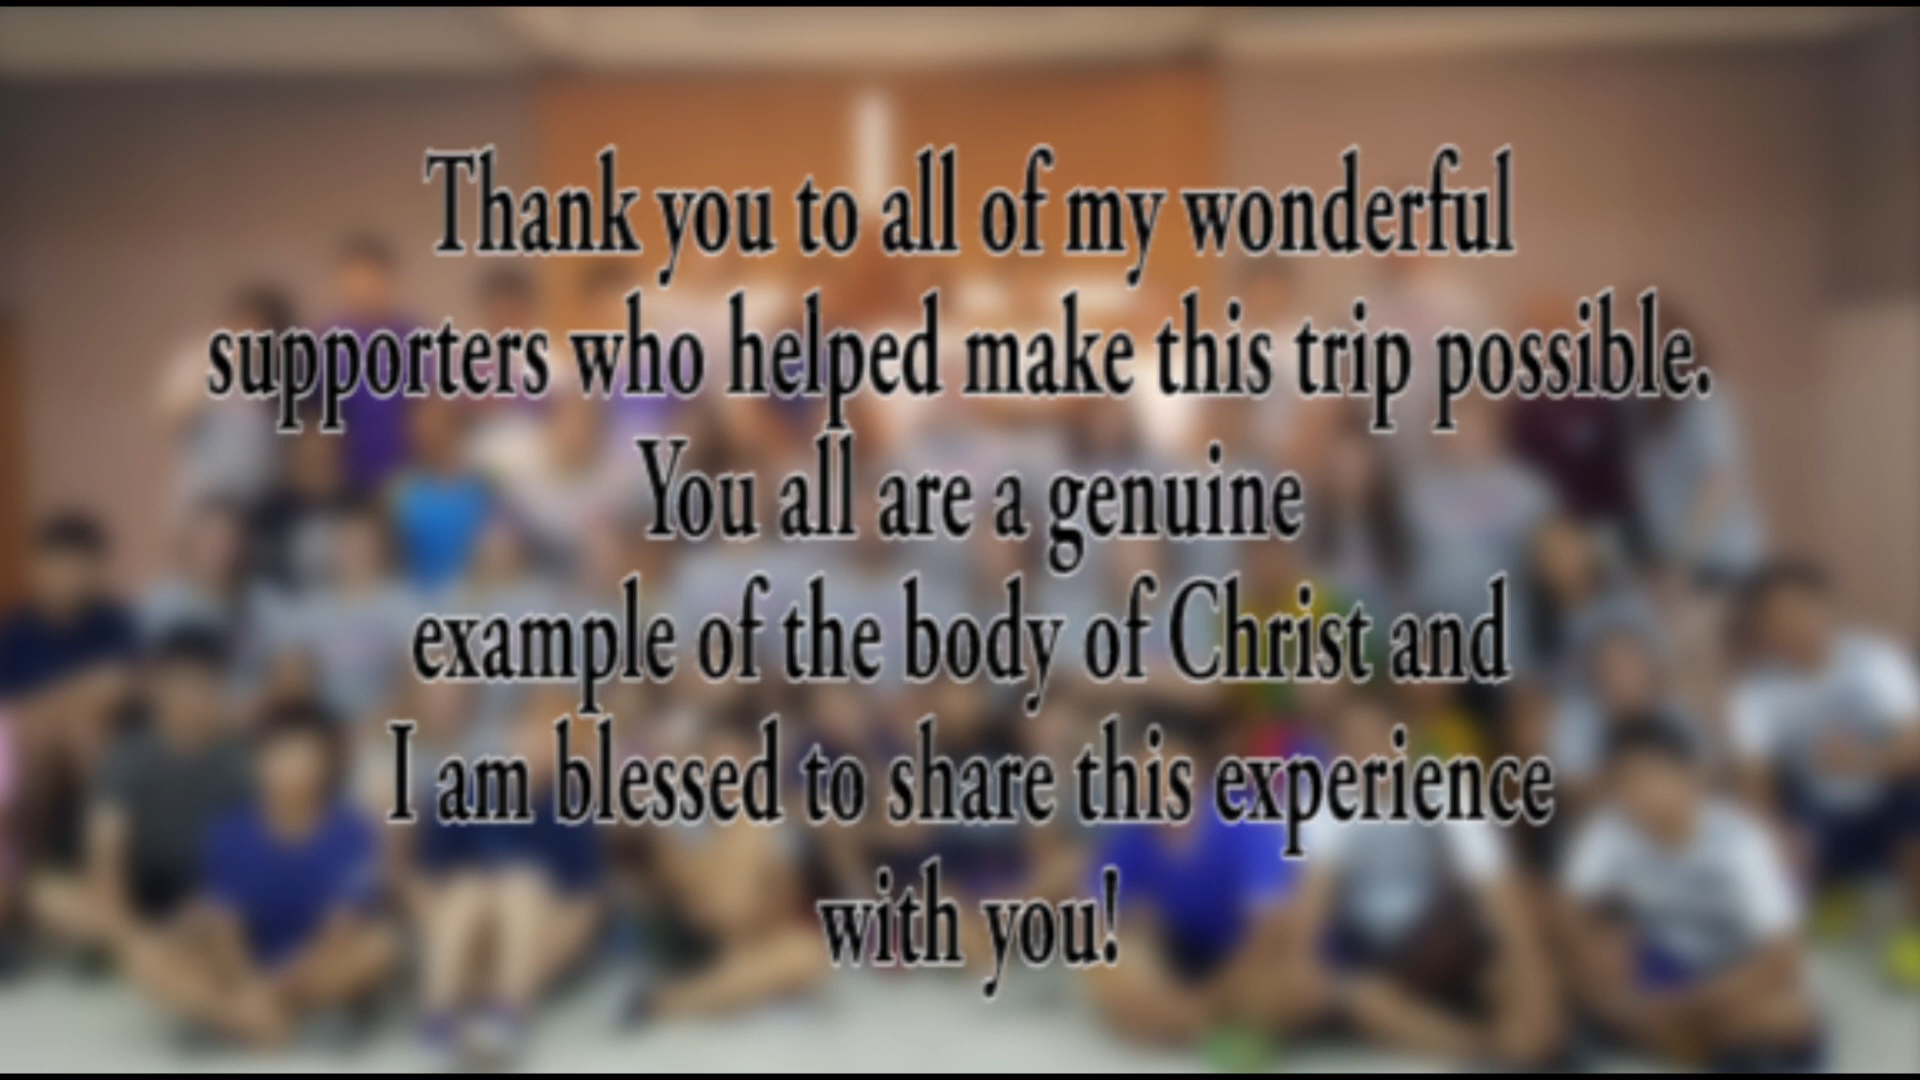 Thank you to all of my wonderful
supporters who helped make this trip possible.
You all are a genuine
example of the body of Christ and
I am blessed to share this experience
with you!